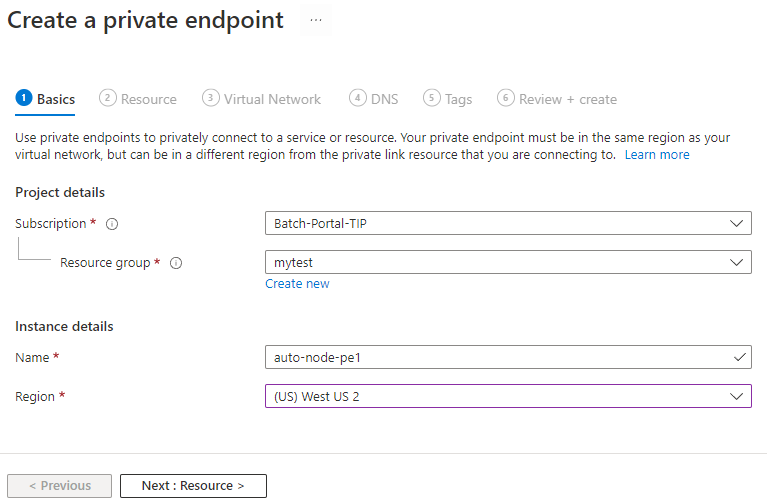 Create a private endpoint ...
1 Basics 2 Resource 3 Virtual Network 4 DNS 5 Tags 6 Review + create
Use private endpoints to privately connect to a service or resource. Your private endpoint must be in the same region as your
virtual network, but can be in a different region from the private link resource that you are connecting to. Learn more
Project details
Subscription * Batch-Portal-TIP
Resource group * mytest
Create new
Instance details
Name * auto-node-pe1
Region * (US) West US 2
< Previous Next : Resource >